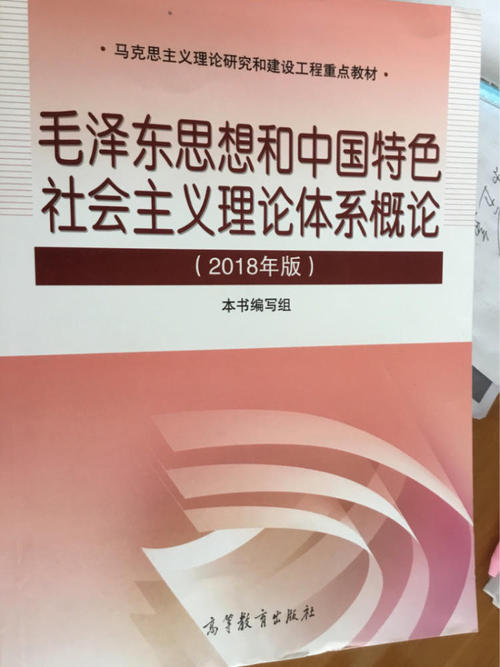 ·马克思主义理论研究和建设工程重点教材·
毛泽东思想和中国特色
社会主义理论体系概论
（2018年版）
本书编写组
高等教育出版社